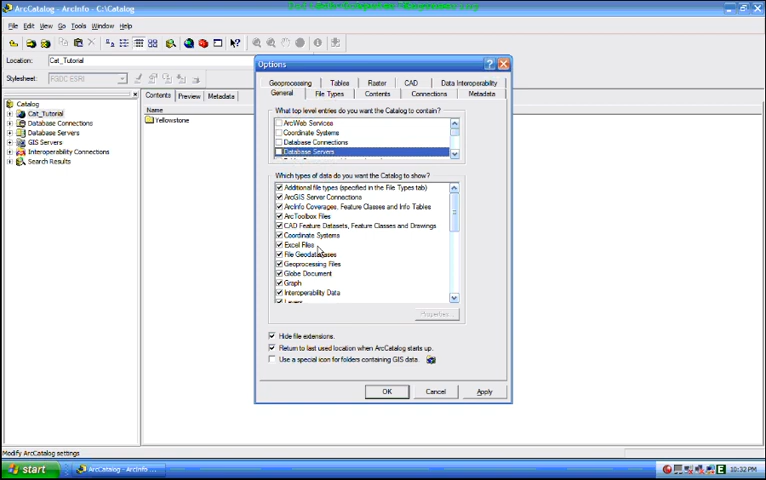 ArcCatalog - ArcInfo - C:\Catalog
File Edit View Go Tools Window Help
Location: Cat_Tutorial
Stylesheet: FGDC ESRI
Catalog
Cat_Tutorial
Database Connections
Database Servers
GIS Servers
Interoperability Connections
Search Results
Contents Preview Metadata
Name
Yellowstone
Options
Geoprocessing Tables Raster CAD Data Interoperability
General File Types Contents Connections Metadata
What top level entries do you want the Catalog to contain?
ArcWeb Services
Coordinate Systems
Database Connections
Database Servers
Which types of data do you want the Catalog to show?
Additional file types (specified in the File Types tab)
ArcGIS Server Connections
ArcInfo Coverages, Feature Classes and Info Tables
ArcToolbox Files
CAD Feature Datasets, Feature Classes and Drawings
Coordinate Systems
Excel Files
File Geodatabases
Geoprocessing Files
Globe Document
Graph
Interoperability Data
Layers
Properties...
Hide file extensions.
Return to last used location when ArcCatalog starts up.
Use a special icon for folders containing GIS data.
OK Cancel Apply
Modify ArcCatalog settings
start ArcCatalog - ArcInfo ... E 10:32 PM